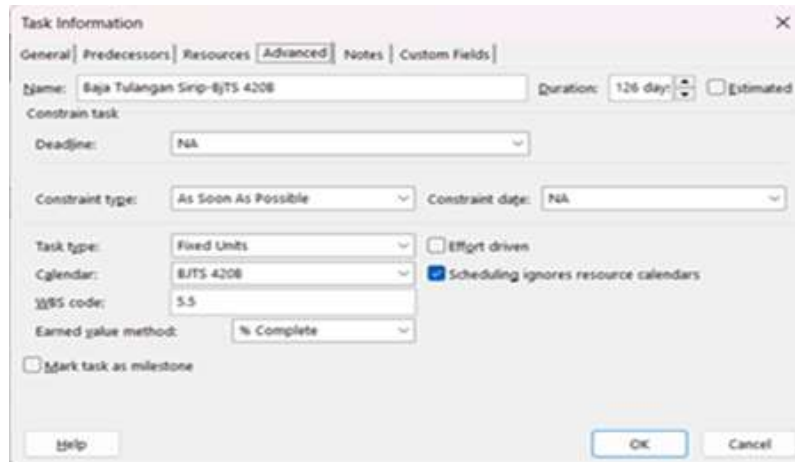 Task Information
General Predecessors Resources Advanced Notes Custom Fields
Name: Baja Tulangan Sirip-BjTS 420B Duration: 126 day: Estimated
Constrain task
Deadline: NA
Constraint type: As Soon As Possible Constraint date: NA
Task type: Fixed Units Effort driven
Calendar: BJTS 420B Scheduling ignores resource calendars
WBS code: 5.5
Earned value method: % Complete
Mark task as milestone
Help OK Cancel